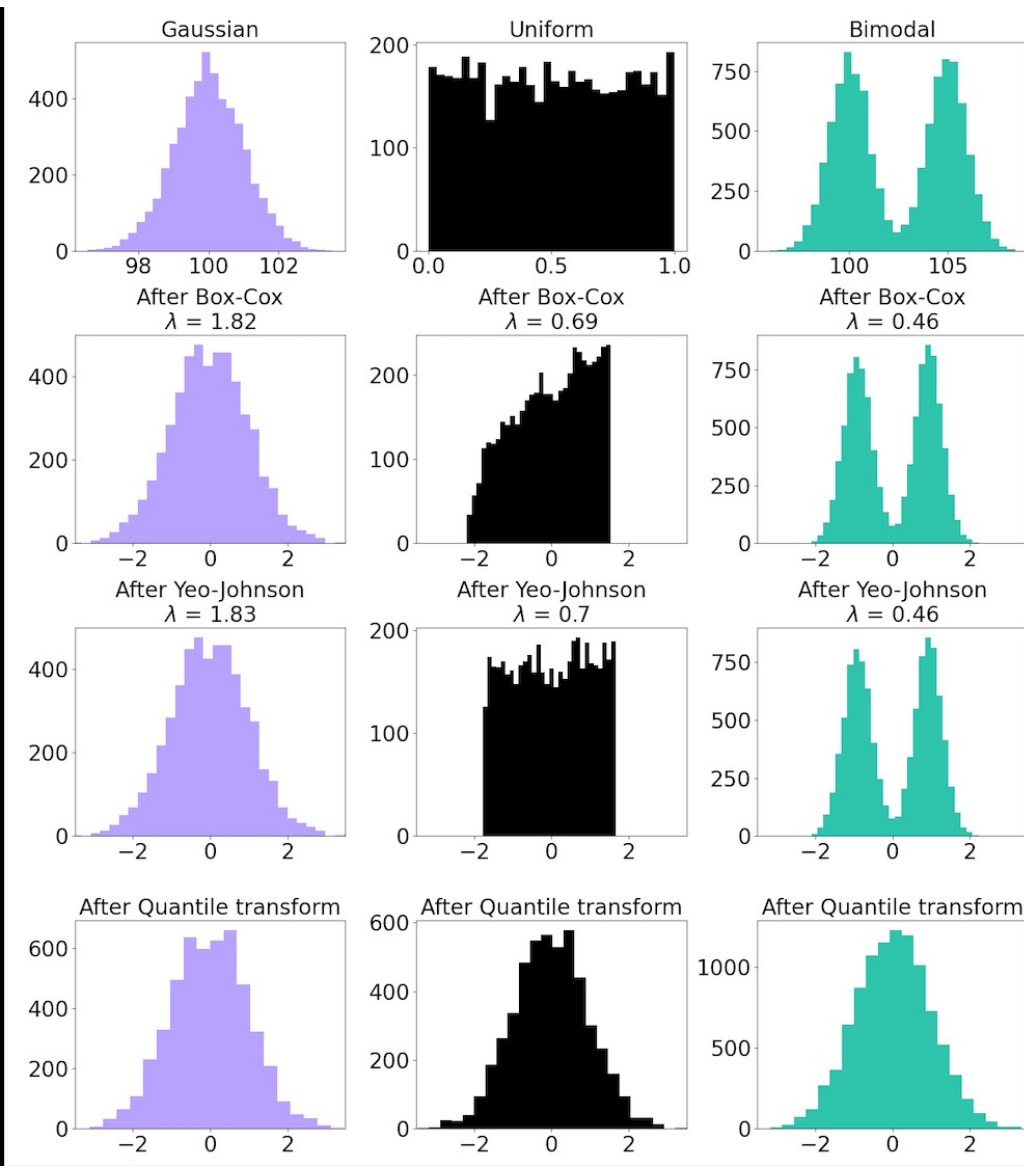 Gaussian
Uniform
Bimodal
400
200
0
98 100 102
200
100
0
0.0 0.5 1.0
750
500
250
0
100 105
After Box-Cox
λ = 1.82
After Box-Cox
λ = 0.69
After Box-Cox
λ = 0.46
400
200
0
−2 0 2
200
100
0
−2 0 2
750
500
250
0
−2 0 2
After Yeo-Johnson
λ = 1.83
After Yeo-Johnson
λ = 0.7
After Yeo-Johnson
λ = 0.46
400
200
0
−2 0 2
200
100
0
−2 0 2
750
500
250
0
−2 0 2
After Quantile transform
After Quantile transform
After Quantile transform
600
400
200
0
−2 0 2
600
400
200
0
−2 0 2
1000
500
0
−2 0 2